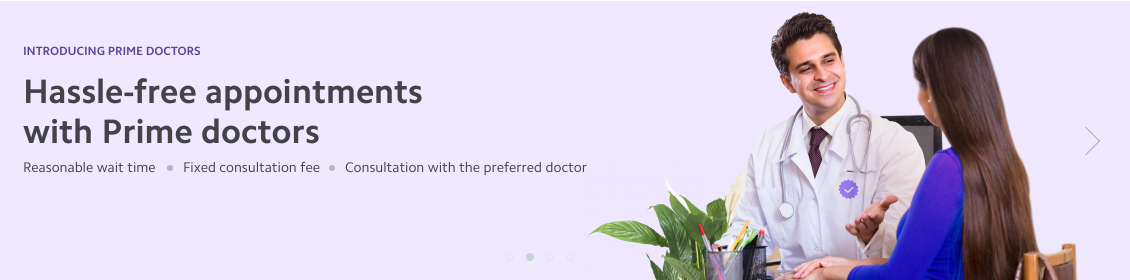 INTRODUCING PRIME DOCTORS
Hassle-free appointments
with Prime doctors
Reasonable wait time • Fixed consultation fee • Consultation with the preferred doctor